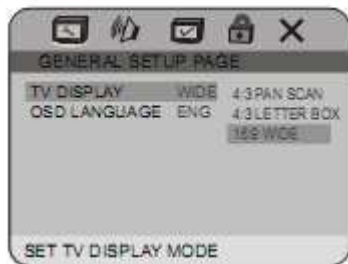 GENERAL SETUP PAGE
TV DISPLAY WIDE 4:3 PAN SCAN
OSD LANGUAGE ENG 4:3 LETTER BOX
16:9 WIDE
SET TV DISPLAY MODE